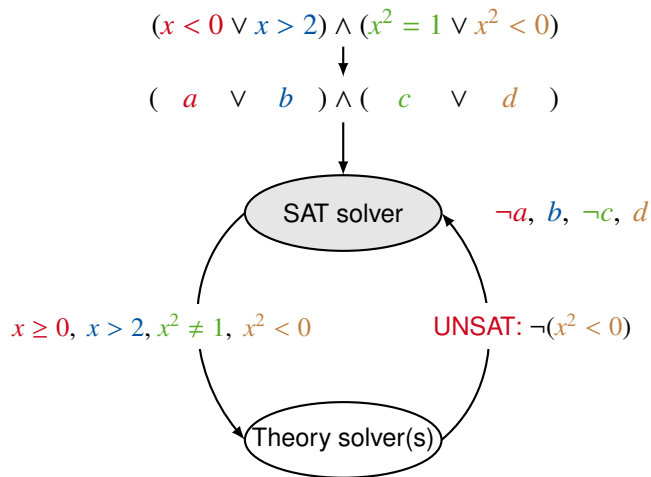 (x < 0 ∨ x > 2) ∧ (x² = 1 ∨ x² < 0)
( a ∨ b ) ∧ ( c ∨ d )
SAT solver
¬a, b, ¬c, d
x ≥ 0, x > 2, x² ≠ 1, x² < 0
UNSAT: ¬(x² < 0)
Theory solver(s)